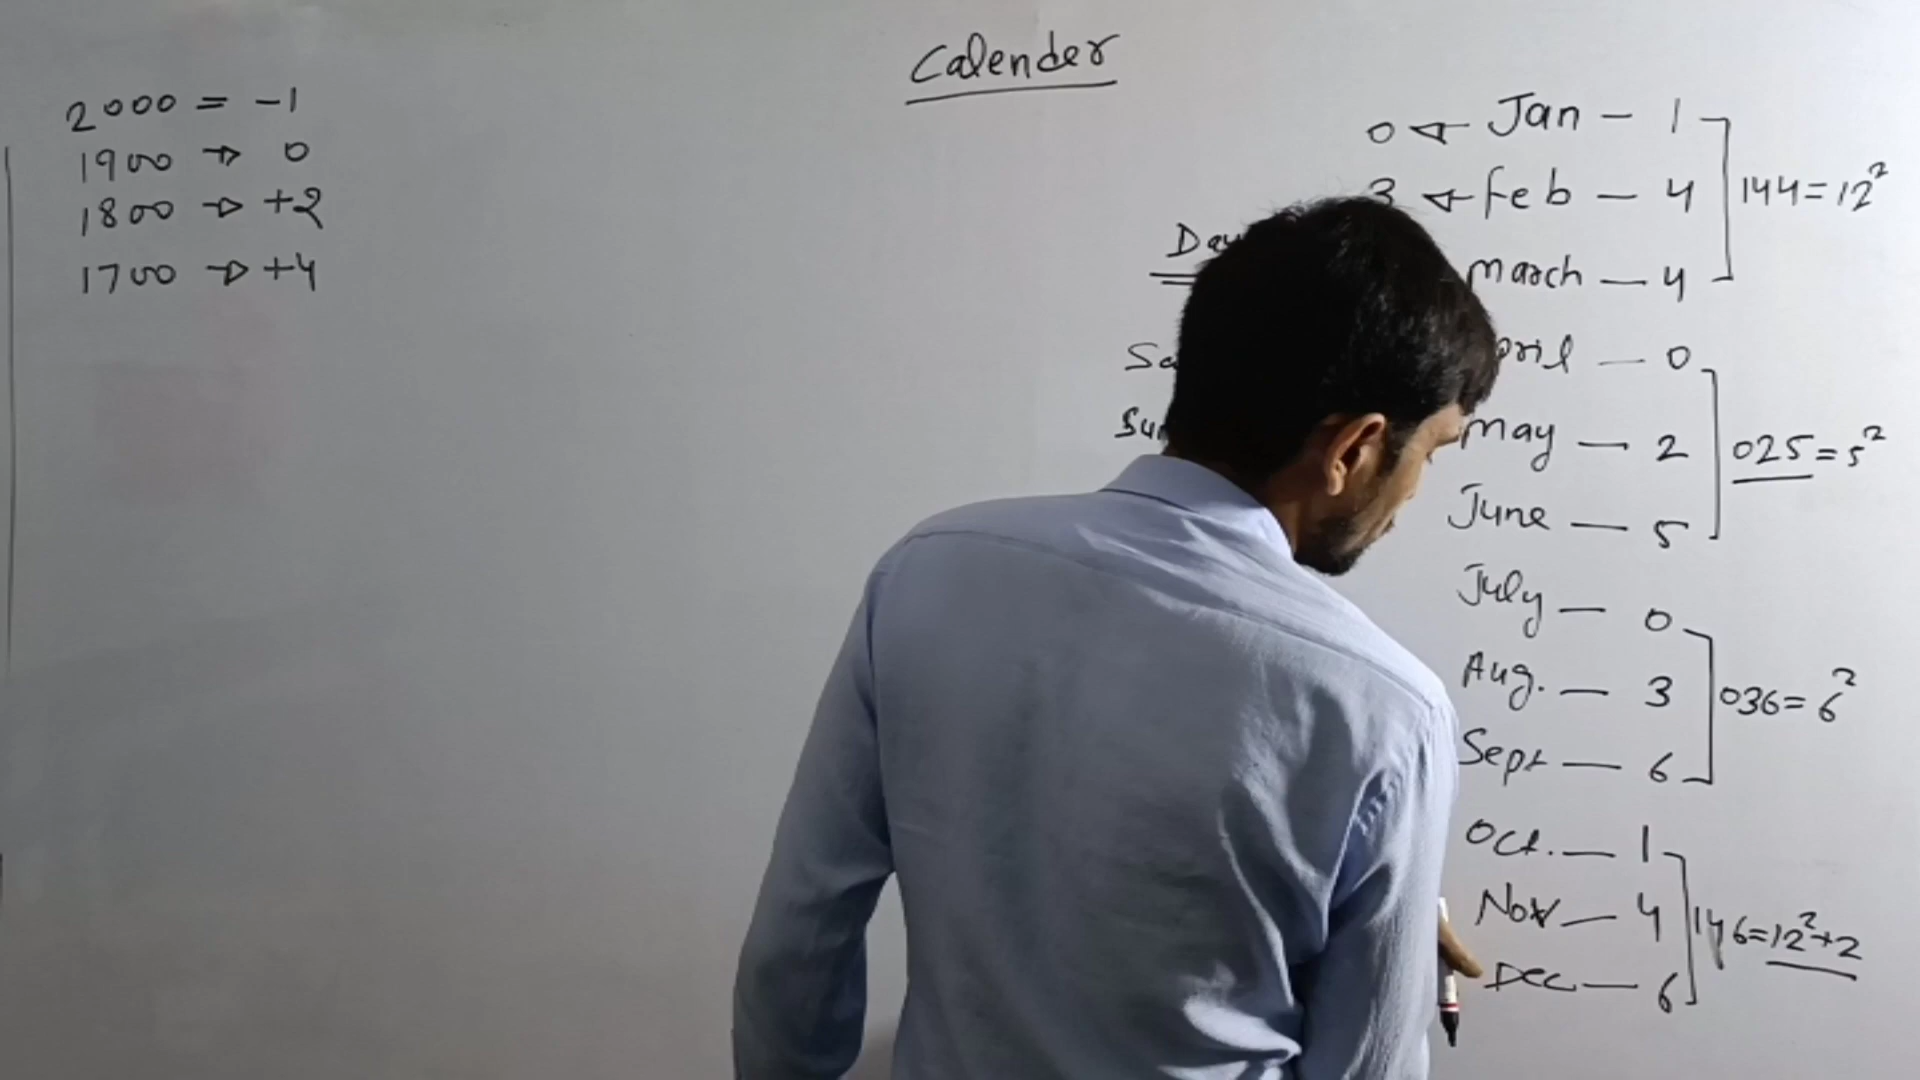 Calender
2000 = -1
1900 → 0
1800 → +2
1700 → +4
0 ← Jan - 1
3 ← feb - 4
March - 4
144 = 12²
April - 0
May - 2
June - 5
025 = 5²
July - 0
Aug. - 3
Sept - 6
036 = 6²
Oct. - 1
Nov - 4
Dec - 6
146 = 12²+2